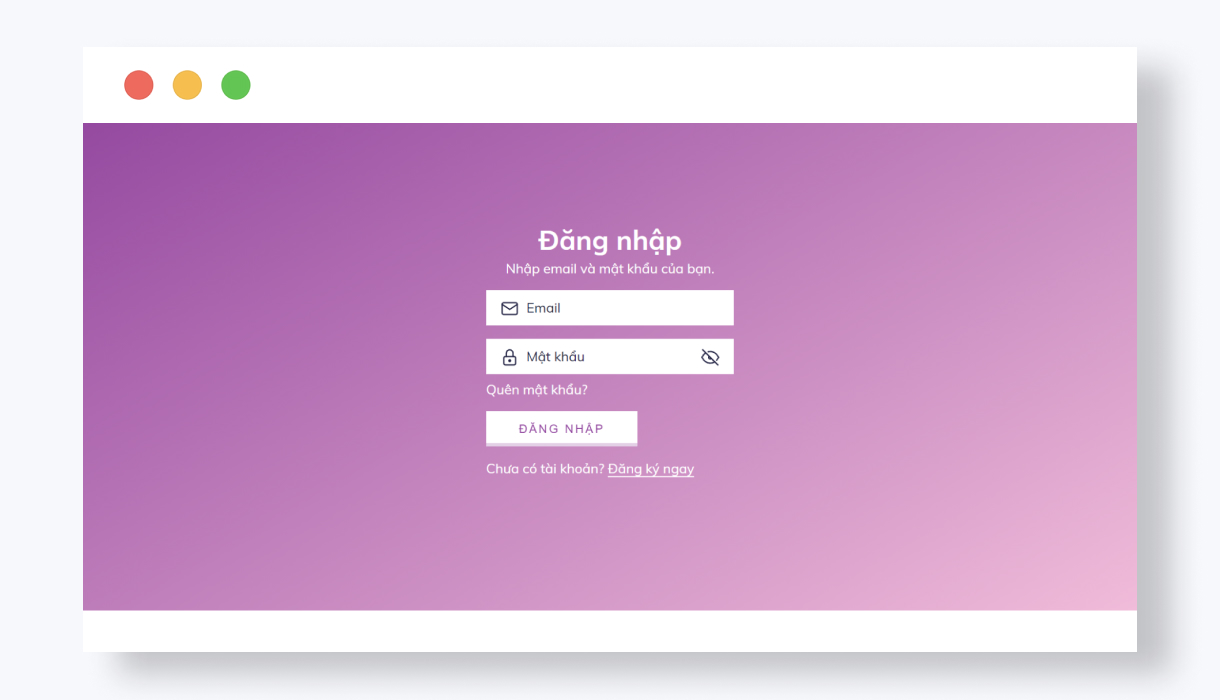 Đăng nhập
Nhập email và mật khẩu của bạn.
Email
Mật khẩu
Quên mật khẩu?
ĐĂNG NHẬP
Chưa có tài khoản? Đăng ký ngay